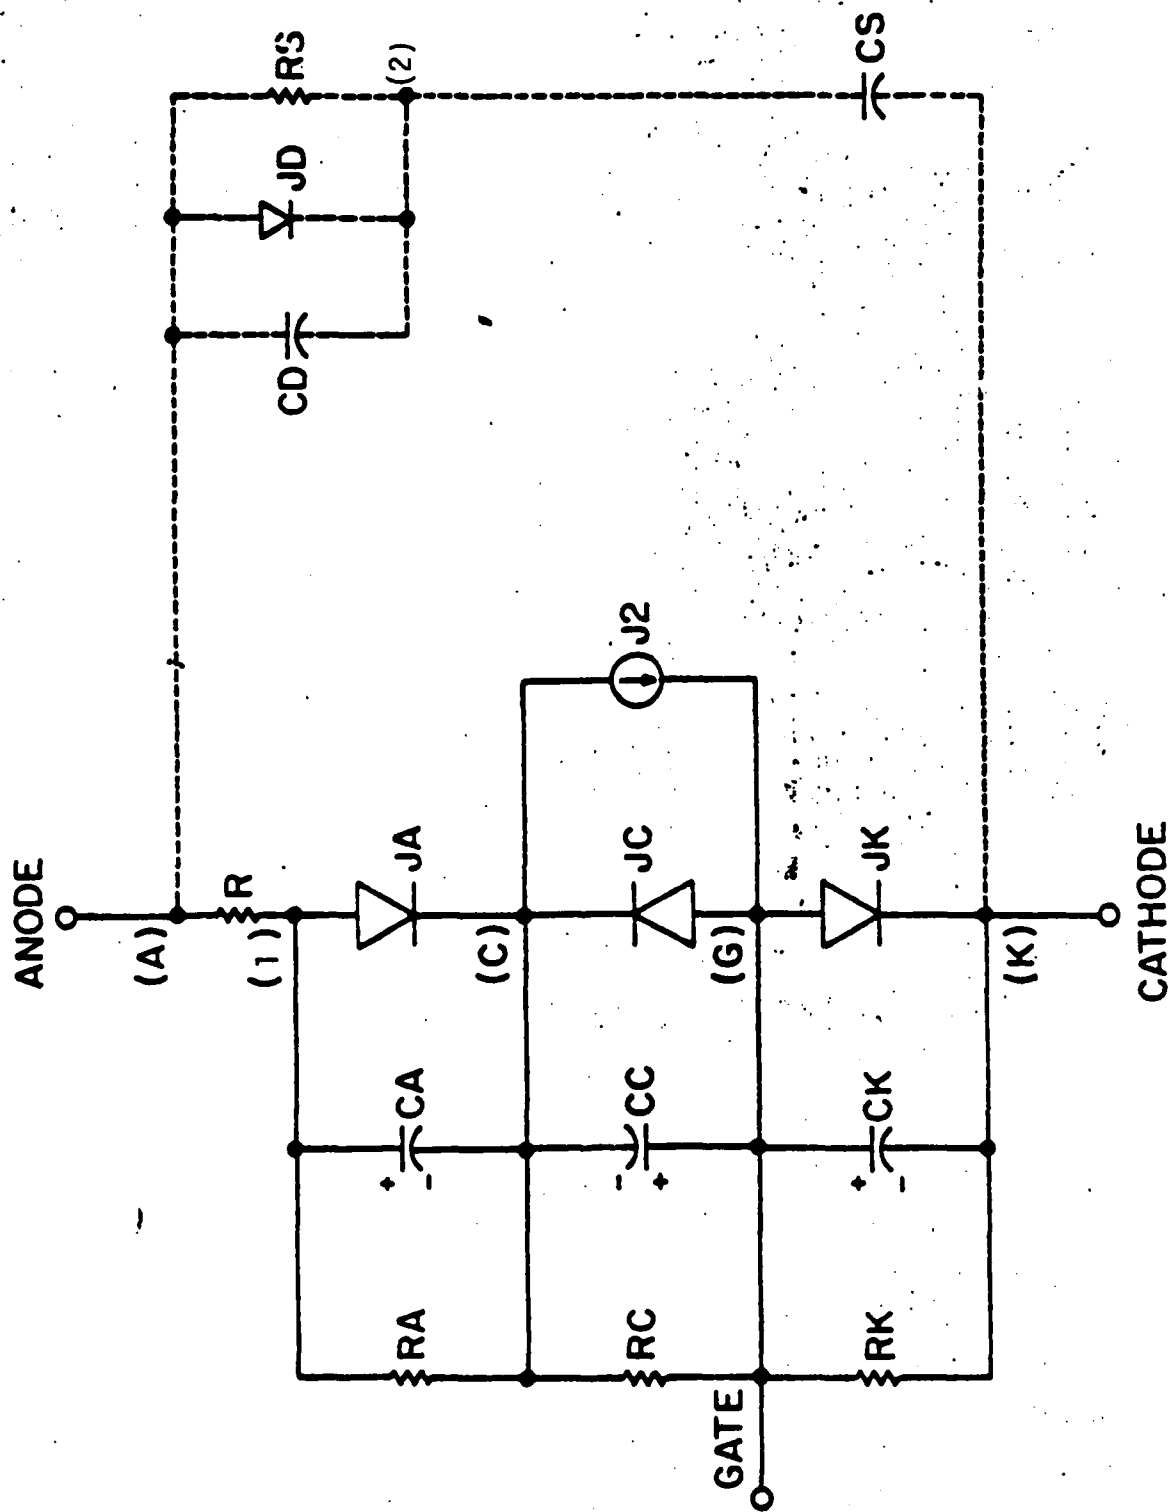 ANODE
(A)
R
(1)
JA
CA
+
-
RA
(C)
JC
J2
CC
-
+
RC
(G)
GATE
JK
CK
+
-
RK
(K)
CATHODE
CD
JD
RS
(2)
CS